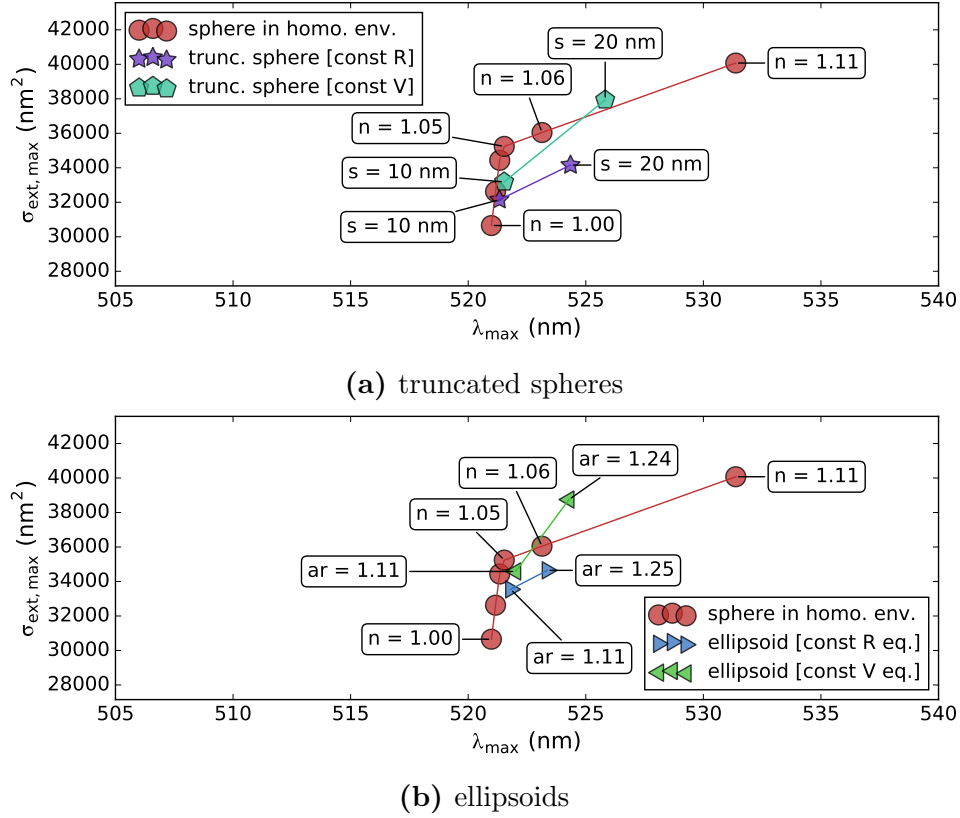 42000
40000
38000
36000
34000
32000
30000
28000
σext,max (nm²)
sphere in homo. env.
trunc. sphere [const R]
trunc. sphere [const V]
s = 20 nm
n = 1.11
n = 1.06
n = 1.05
s = 10 nm
s = 20 nm
s = 10 nm
n = 1.00
505 510 515 520 525 530 535 540
λmax (nm)
(a) truncated spheres
42000
40000
38000
36000
34000
32000
30000
28000
σext,max (nm²)
ar = 1.24
n = 1.06
n = 1.11
n = 1.05
ar = 1.11
ar = 1.25
n = 1.00
ar = 1.11
sphere in homo. env.
ellipsoid [const R eq.]
ellipsoid [const V eq.]
505 510 515 520 525 530 535 540
λmax (nm)
(b) ellipsoids